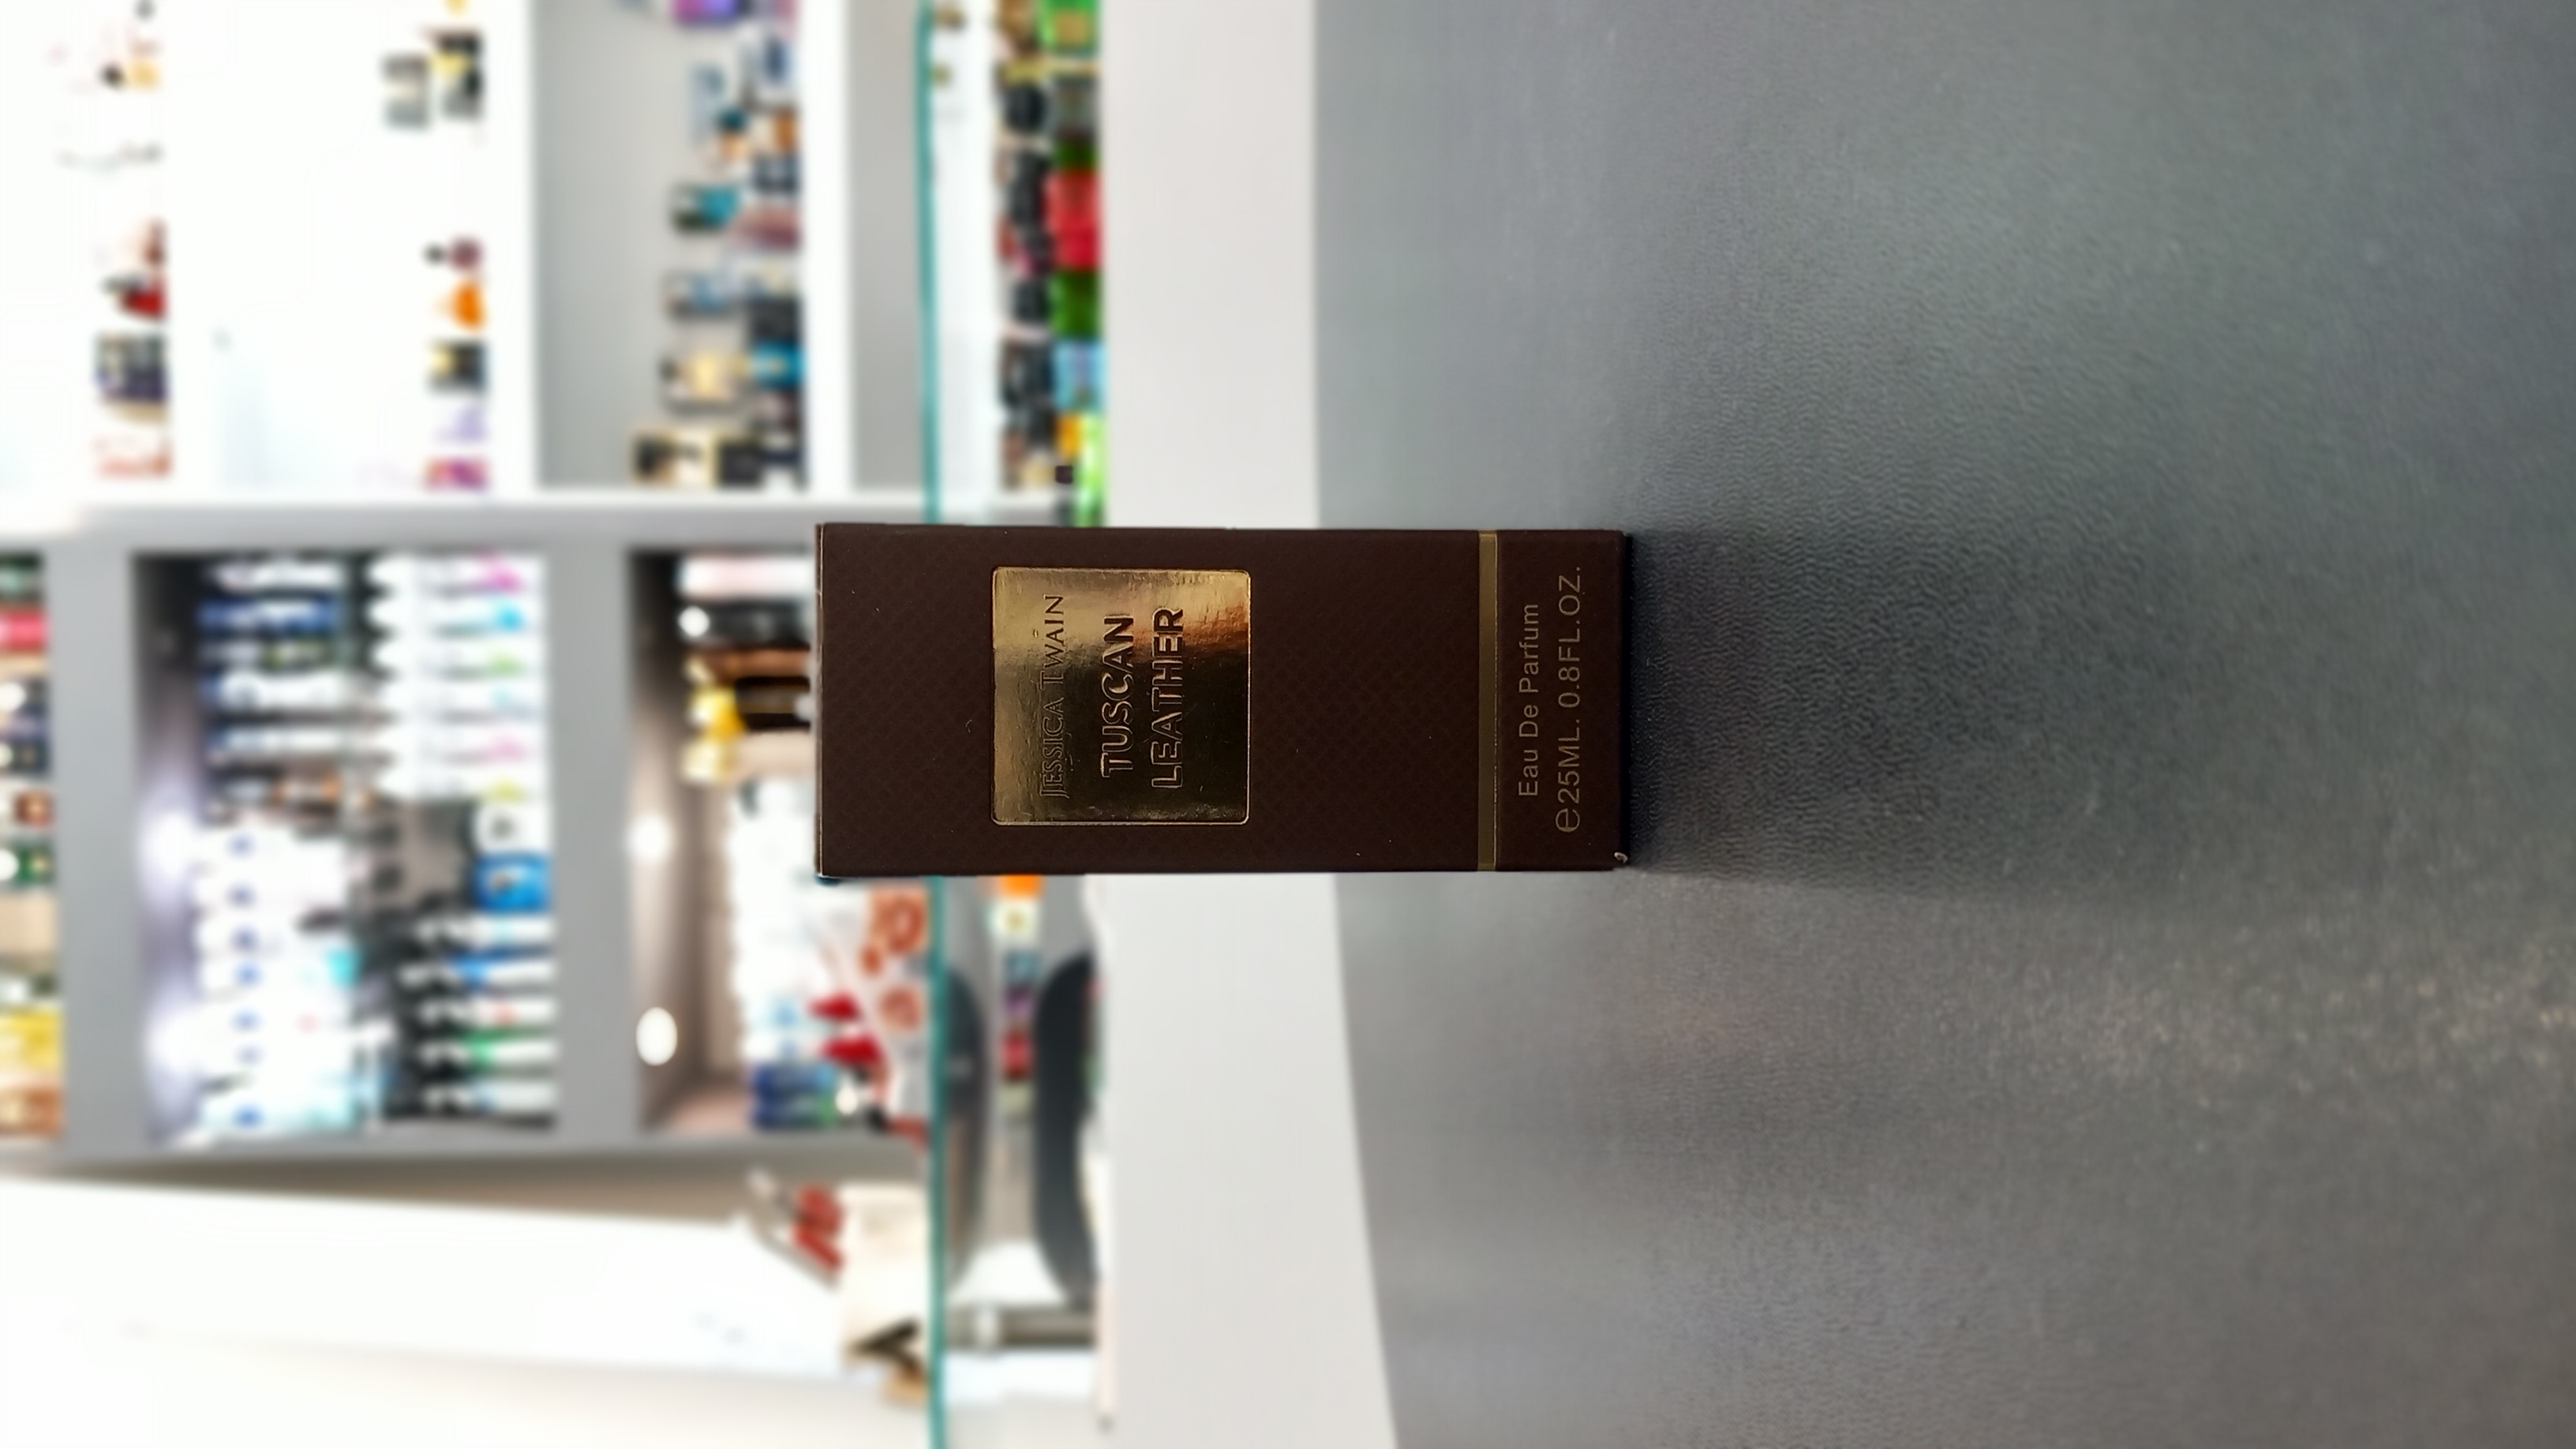 JESSICA TWAIN
TUSCAN
LEATHER
Eau De Parfum
℮25ML. 0.8FL.OZ.